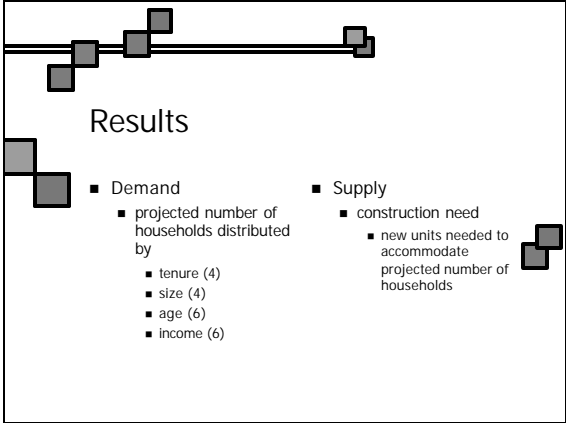 Results
Demand
projected number of
households distributed
by
tenure (4)
size (4)
age (6)
income (6)
Supply
construction need
new units needed to
accommodate
projected number of
households